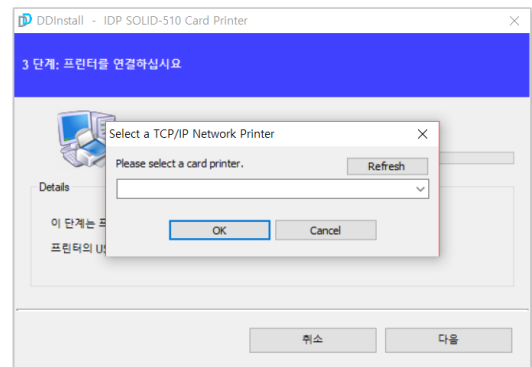 DDInstall - IDP SOLID-510 Card Printer
3 단계: 프린터를 연결하십시요
Select a TCP/IP Network Printer
Please select a card printer.
Refresh
Details
이 단계는
OK
Cancel
프린터의
취소
다음